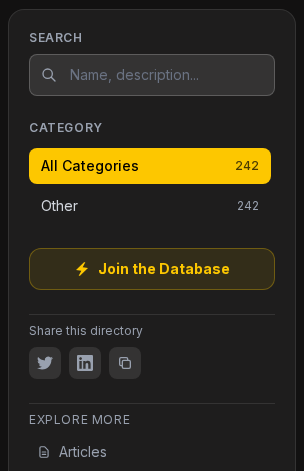 SEARCH
Name, description...
CATEGORY
All Categories 242
Other 242
Join the Database
Share this directory
EXPLORE MORE
Articles